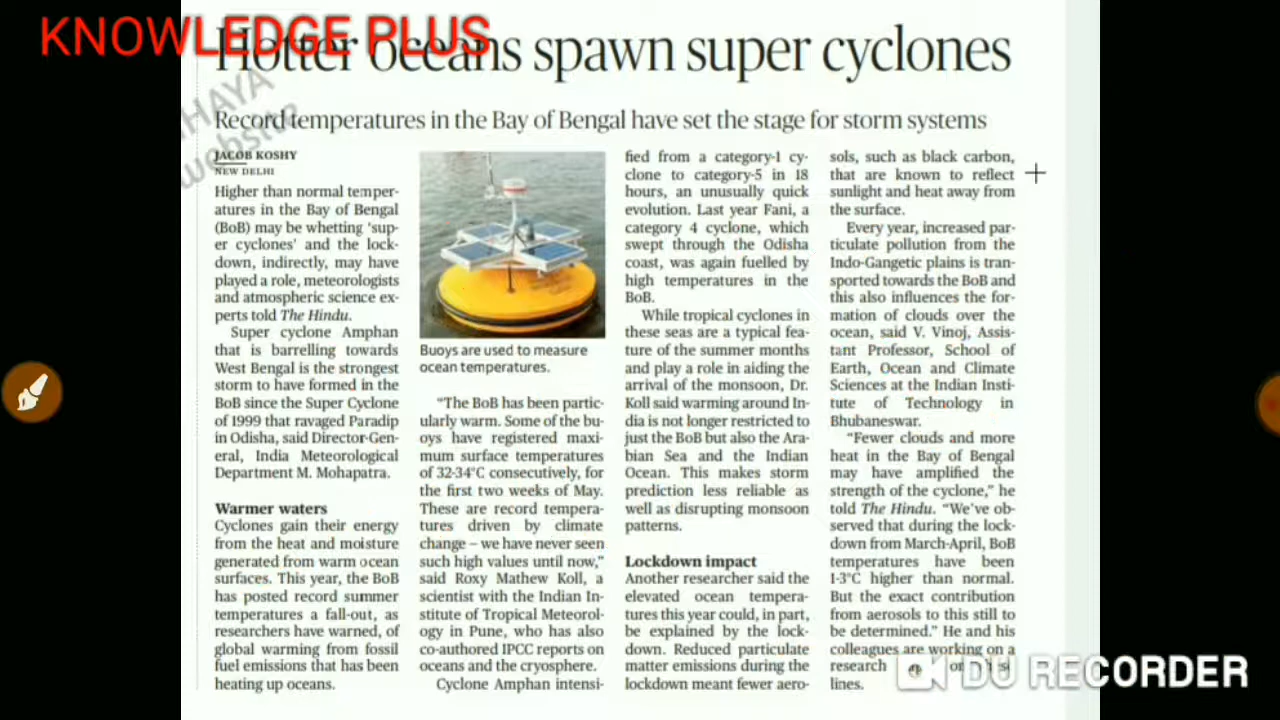 KNOWLEDGE PLUS
Hotter oceans spawn super cyclones
Record temperatures in the Bay of Bengal have set the stage for storm systems
JACOB KOSHY
NEW DELHI
Higher than normal temper-
atures in the Bay of Bengal
(BoB) may be whetting ‘sup-
er cyclones’ and the lock-
down, indirectly, may have
played a role, meteorologists
and atmospheric science ex-
perts told The Hindu.
Super cyclone Amphan
that is barrelling towards
West Bengal is the strongest
storm to have formed in the
BoB since the Super Cyclone
of 1999 that ravaged Paradip
in Odisha, said Director-Gen-
eral, India Meteorological
Department M. Mohapatra.
Warmer waters
Cyclones gain their energy
from the heat and moisture
generated from warm ocean
surfaces. This year, the BoB
has posted record summer
temperatures a fall-out, as
researchers have warned, of
global warming from fossil
fuel emissions that has been
heating up oceans.
Buoys are used to measure
ocean temperatures.
“The BoB has been partic-
ularly warm. Some of the bu-
oys have registered maxi-
mum surface temperatures
of 32-34°C consecutively, for
the first two weeks of May.
These are record tempera-
tures driven by climate
change – we have never seen
such high values until now,”
said Roxy Mathew Koll, a
scientist with the Indian In-
stitute of Tropical Meteorol-
ogy in Pune, who has also
co-authored IPCC reports on
oceans and the cryosphere.
Cyclone Amphan intensi-
fied from a category-1 cy-
clone to category-5 in 18
hours, an unusually quick
evolution. Last year Fani, a
category 4 cyclone, which
swept through the Odisha
coast, was again fuelled by
high temperatures in the
BoB.
While tropical cyclones in
these seas are a typical fea-
ture of the summer months
and play a role in aiding the
arrival of the monsoon, Dr.
Koll said warming around In-
dia is not longer restricted to
just the BoB but also the Ara-
bian Sea and the Indian
Ocean. This makes storm
prediction less reliable as
well as disrupting monsoon
patterns.
Lockdown impact
Another researcher said the
elevated ocean tempera-
tures this year could, in part,
be explained by the lock-
down. Reduced particulate
matter emissions during the
lockdown meant fewer aero-
sols, such as black carbon,
that are known to reflect
sunlight and heat away from
the surface.
Every year, increased par-
ticulate pollution from the
Indo-Gangetic plains is tran-
sported towards the BoB and
this also influences the for-
mation of clouds over the
ocean, said V. Vinoj, Assis-
tant Professor, School of
Earth, Ocean and Climate
Sciences at the Indian Insti-
tute of Technology in
Bhubaneswar.
“Fewer clouds and more
heat in the Bay of Bengal
may have amplified the
strength of the cyclone,” he
told The Hindu. “We’ve ob-
served that during the lock-
down from March-April, BoB
temperatures have been
1-3°C higher than normal.
But the exact contribution
from aerosols to this still to
be determined.” He and his
colleagues are working on a
research
lines.
DU RECORDER